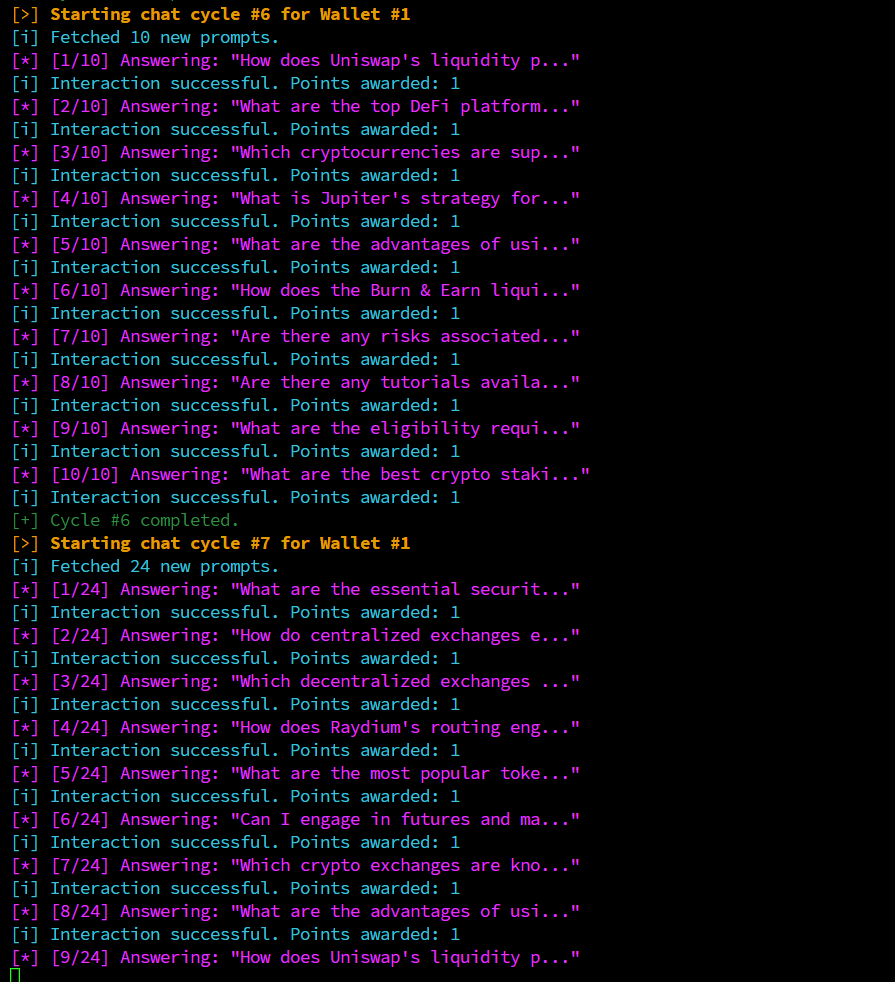 [>] Starting chat cycle #6 for Wallet #1
[i] Fetched 10 new prompts.
[*] [1/10] Answering: "How does Uniswap's liquidity p..."
[i] Interaction successful. Points awarded: 1
[*] [2/10] Answering: "What are the top DeFi platform..."
[i] Interaction successful. Points awarded: 1
[*] [3/10] Answering: "Which cryptocurrencies are sup..."
[i] Interaction successful. Points awarded: 1
[*] [4/10] Answering: "What is Jupiter's strategy for..."
[i] Interaction successful. Points awarded: 1
[*] [5/10] Answering: "What are the advantages of usi..."
[i] Interaction successful. Points awarded: 1
[*] [6/10] Answering: "How does the Burn & Earn liqui..."
[i] Interaction successful. Points awarded: 1
[*] [7/10] Answering: "Are there any risks associated..."
[i] Interaction successful. Points awarded: 1
[*] [8/10] Answering: "Are there any tutorials availa..."
[i] Interaction successful. Points awarded: 1
[*] [9/10] Answering: "What are the eligibility requi..."
[i] Interaction successful. Points awarded: 1
[*] [10/10] Answering: "What are the best crypto staki..."
[i] Interaction successful. Points awarded: 1
[+] Cycle #6 completed.
[>] Starting chat cycle #7 for Wallet #1
[i] Fetched 24 new prompts.
[*] [1/24] Answering: "What are the essential securit..."
[i] Interaction successful. Points awarded: 1
[*] [2/24] Answering: "How do centralized exchanges e..."
[i] Interaction successful. Points awarded: 1
[*] [3/24] Answering: "Which decentralized exchanges ..."
[i] Interaction successful. Points awarded: 1
[*] [4/24] Answering: "How does Raydium's routing eng..."
[i] Interaction successful. Points awarded: 1
[*] [5/24] Answering: "What are the most popular toke..."
[i] Interaction successful. Points awarded: 1
[*] [6/24] Answering: "Can I engage in futures and ma..."
[i] Interaction successful. Points awarded: 1
[*] [7/24] Answering: "Which crypto exchanges are kno..."
[i] Interaction successful. Points awarded: 1
[*] [8/24] Answering: "What are the advantages of usi..."
[i] Interaction successful. Points awarded: 1
[*] [9/24] Answering: "How does Uniswap's liquidity p..."